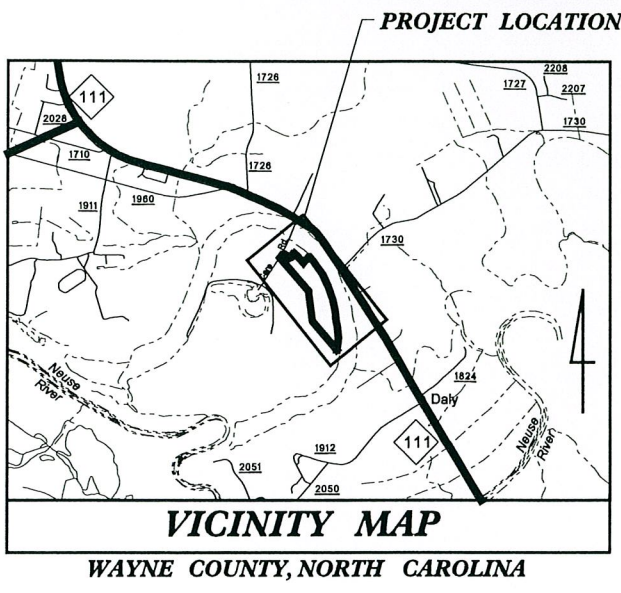 PROJECT LOCATION
1726
2208
1727
2207
111
2028
1730
1710
1726
1911
1960
1730
Rd.
Neuse
River
1824
Daly
111
Neuse
River
1912
2051
2050
VICINITY MAP
WAYNE COUNTY, NORTH CAROLINA